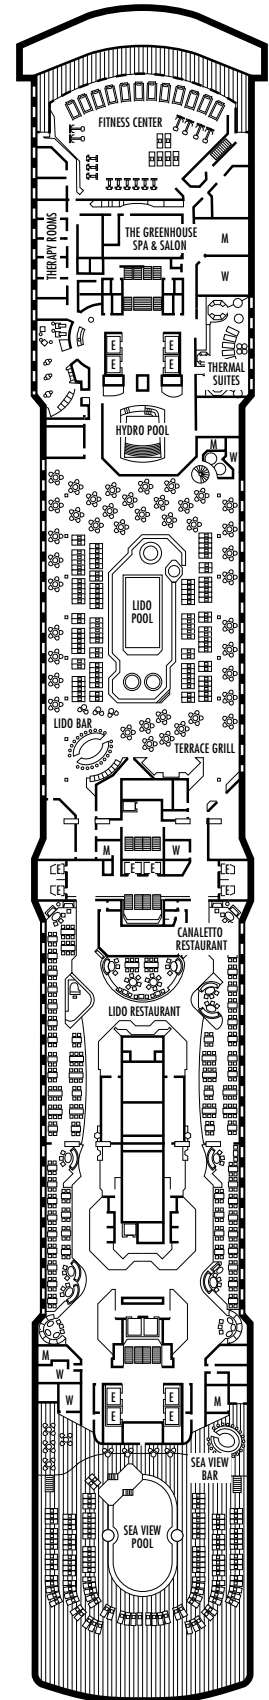 FITNESS CENTER
THERAPY ROOMS
THE GREENHOUSE
SPA & SALON
M
W
E
E
E
E
THERMAL
SUITES
HYDRO POOL
M
W
LIDO
POOL
LIDO BAR
TERRACE GRILL
M
W
E
E
E
E
E
E
CANALETTO
RESTAURANT
LIDO RESTAURANT
M
W
W
M
E
E
E
E
SEA VIEW
BAR
SEA VIEW
POOL